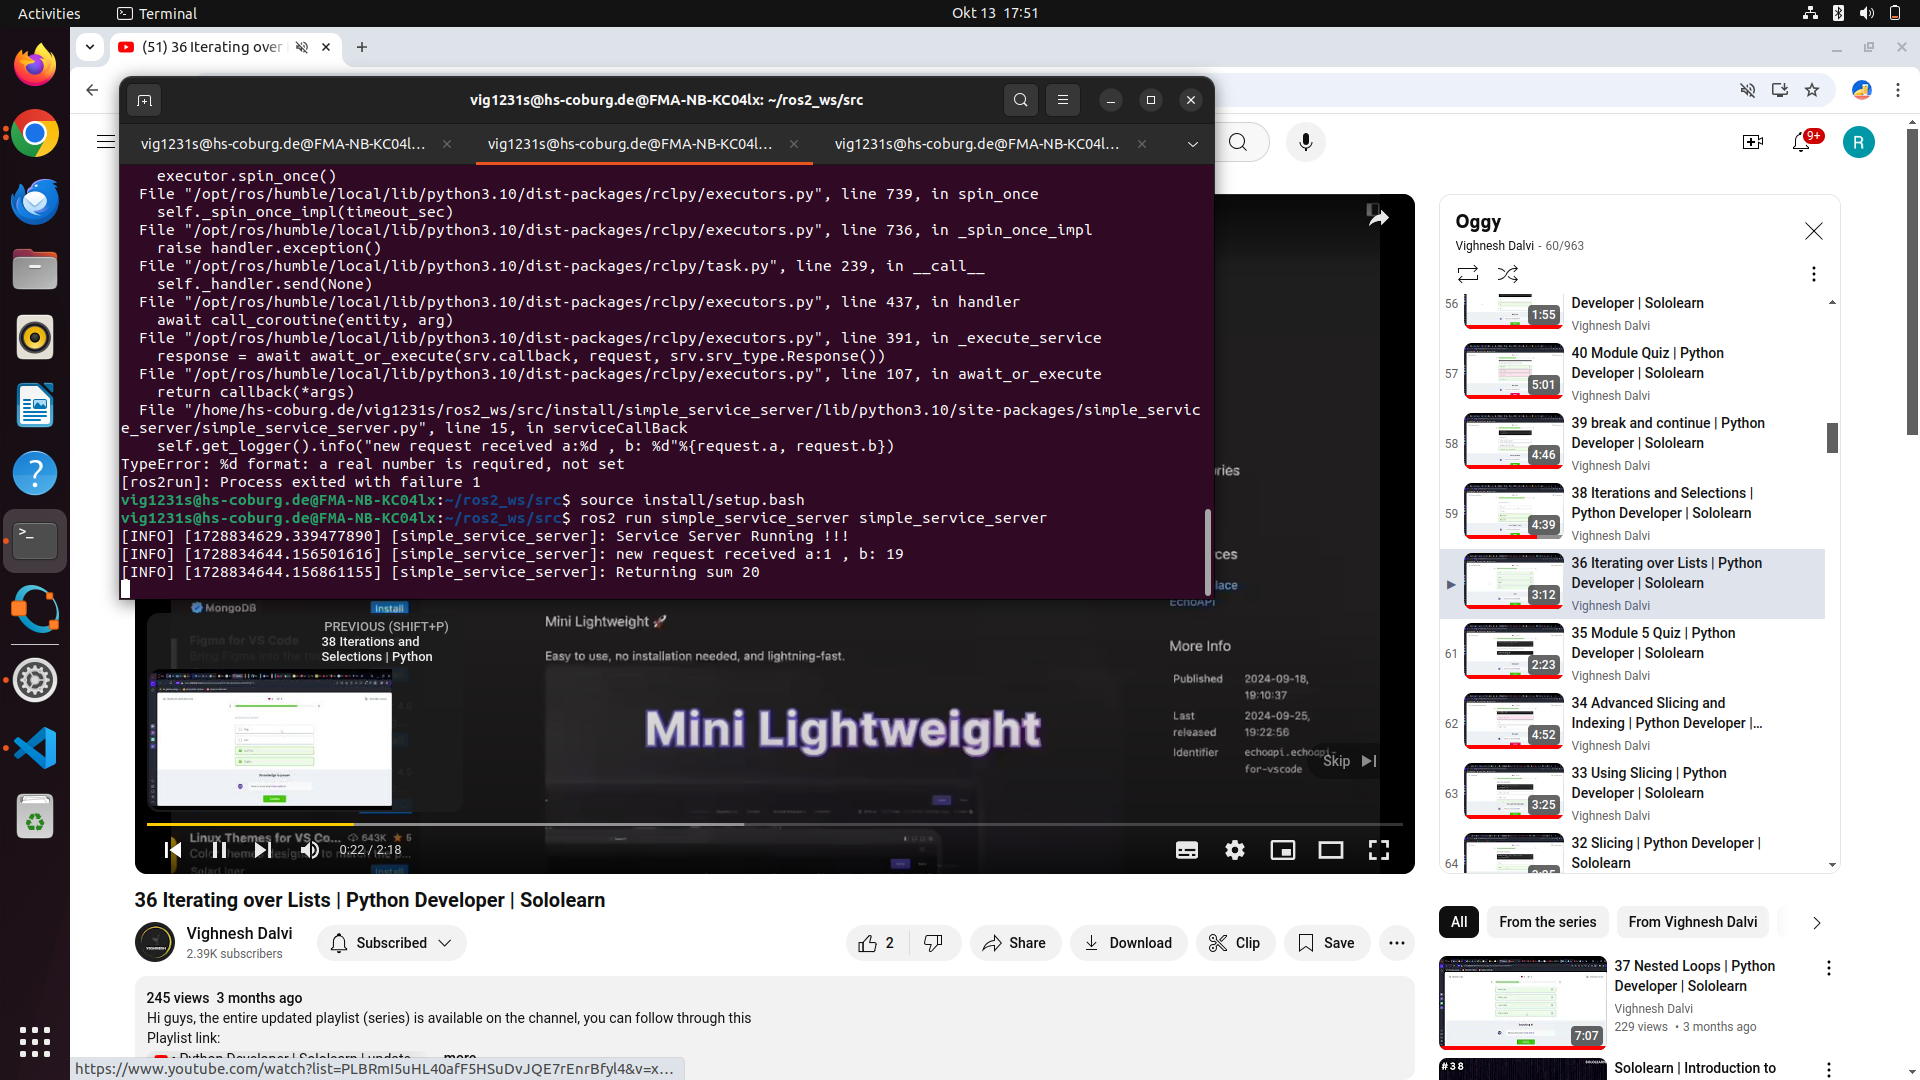 Activities
Terminal
Okt 13 17:51
(51) 36 Iterating over
vig1231s@hs-coburg.de@FMA-NB-KC04lx: ~/ros2_ws/src
vig1231s@hs-coburg.de@FMA-NB-KC04l...
vig1231s@hs-coburg.de@FMA-NB-KC04l...
vig1231s@hs-coburg.de@FMA-NB-KC04l...
executor.spin_once()
File "/opt/ros/humble/local/lib/python3.10/dist-packages/rclpy/executors.py", line 739, in spin_once
self._spin_once_impl(timeout_sec)
File "/opt/ros/humble/local/lib/python3.10/dist-packages/rclpy/executors.py", line 736, in _spin_once_impl
raise handler.exception()
File "/opt/ros/humble/local/lib/python3.10/dist-packages/rclpy/task.py", line 239, in __call__
self._handler.send(None)
File "/opt/ros/humble/local/lib/python3.10/dist-packages/rclpy/executors.py", line 437, in handler
await call_coroutine(entity, arg)
File "/opt/ros/humble/local/lib/python3.10/dist-packages/rclpy/executors.py", line 391, in _execute_service
response = await await_or_execute(srv.callback, request, srv.srv_type.Response())
File "/opt/ros/humble/local/lib/python3.10/dist-packages/rclpy/executors.py", line 107, in await_or_execute
return callback(*args)
File "/home/hs-coburg.de/vig1231s/ros2_ws/src/install/simple_service_server/lib/python3.10/site-packages/simple_servic
e_server/simple_service_server.py", line 15, in serviceCallBack
self.get_logger().info("new request received a:%d , b: %d"%{request.a, request.b})
TypeError: %d format: a real number is required, not set
[ros2run]: Process exited with failure 1
vig1231s@hs-coburg.de@FMA-NB-KC04lx:~/ros2_ws/src$ source install/setup.bash
vig1231s@hs-coburg.de@FMA-NB-KC04lx:~/ros2_ws/src$ ros2 run simple_service_server simple_service_server
[INFO] [1728834629.339477890] [simple_service_server]: Service Server Running !!!
[INFO] [1728834644.156501616] [simple_service_server]: new request received a:1 , b: 19
[INFO] [1728834644.156861155] [simple_service_server]: Returning sum 20
9+
R
MongoDB
Install
Figma for VS Code
PREVIOUS (SHIFT+P)
38 Iterations and
Selections | Python
Mini Lightweight 🚀
Easy to use, no installation needed, and lightning-fast.
Mini Lightweight
EchoAPI
More Info
Published 2024-09-18, 19:10:37
Last released 2024-09-25, 19:22:56
Identifier echoapi.echoapi-for-vscode
Skip
Linux Themes for VS Co...
643K
5
0:22 / 2:18
36 Iterating over Lists | Python Developer | Sololearn
Vighnesh Dalvi
2.39K subscribers
Subscribed
2
Share
Download
Clip
Save
245 views 3 months ago
Hi guys, the entire updated playlist (series) is available on the channel, you can follow through this
Playlist link:
Python Developer | Sololearn | update...
...more
https://www.youtube.com/watch?list=PLBRmI5uHL40afF5HSuDvJQE7rEnrBfyl4&v=x...
Oggy
Vighnesh Dalvi - 60/963
56
1:55
Developer | Sololearn
Vighnesh Dalvi
57
5:01
40 Module Quiz | Python
Developer | Sololearn
Vighnesh Dalvi
58
4:46
39 break and continue | Python
Developer | Sololearn
Vighnesh Dalvi
59
4:39
38 Iterations and Selections |
Python Developer | Sololearn
Vighnesh Dalvi
3:12
36 Iterating over Lists | Python
Developer | Sololearn
Vighnesh Dalvi
61
2:23
35 Module 5 Quiz | Python
Developer | Sololearn
Vighnesh Dalvi
62
4:52
34 Advanced Slicing and
Indexing | Python Developer |...
Vighnesh Dalvi
63
3:25
33 Using Slicing | Python
Developer | Sololearn
Vighnesh Dalvi
64
32 Slicing | Python Developer |
Sololearn
All
From the series
From Vighnesh Dalvi
37 Nested Loops | Python
Developer | Sololearn
Vighnesh Dalvi
229 views • 3 months ago
7:07
#38
Sololearn | Introduction to